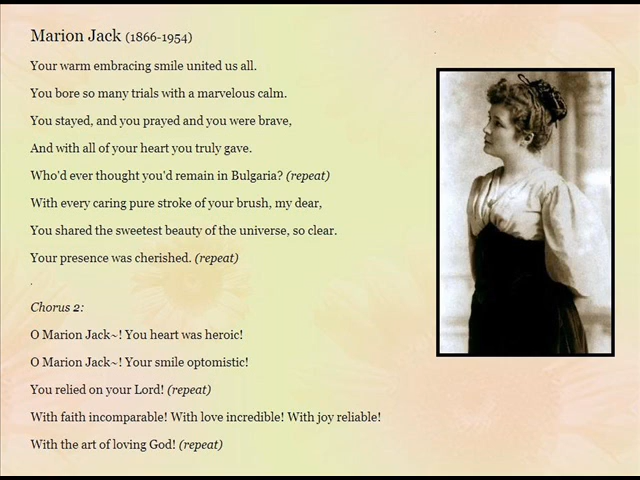 Marion Jack (1866-1954)
Your warm embracing smile united us all.
You bore so many trials with a marvelous calm.
You stayed, and you prayed and you were brave,
And with all of your heart you truly gave.
Who'd ever thought you'd remain in Bulgaria? (repeat)
With every caring pure stroke of your brush, my dear,
You shared the sweetest beauty of the universe, so clear.
Your presence was cherished. (repeat)
.
Chorus 2:
O Marion Jack~! You heart was heroic!
O Marion Jack~! Your smile optomistic!
You relied on your Lord! (repeat)
With faith incomparable! With love incredible! With joy reliable!
With the art of loving God! (repeat)